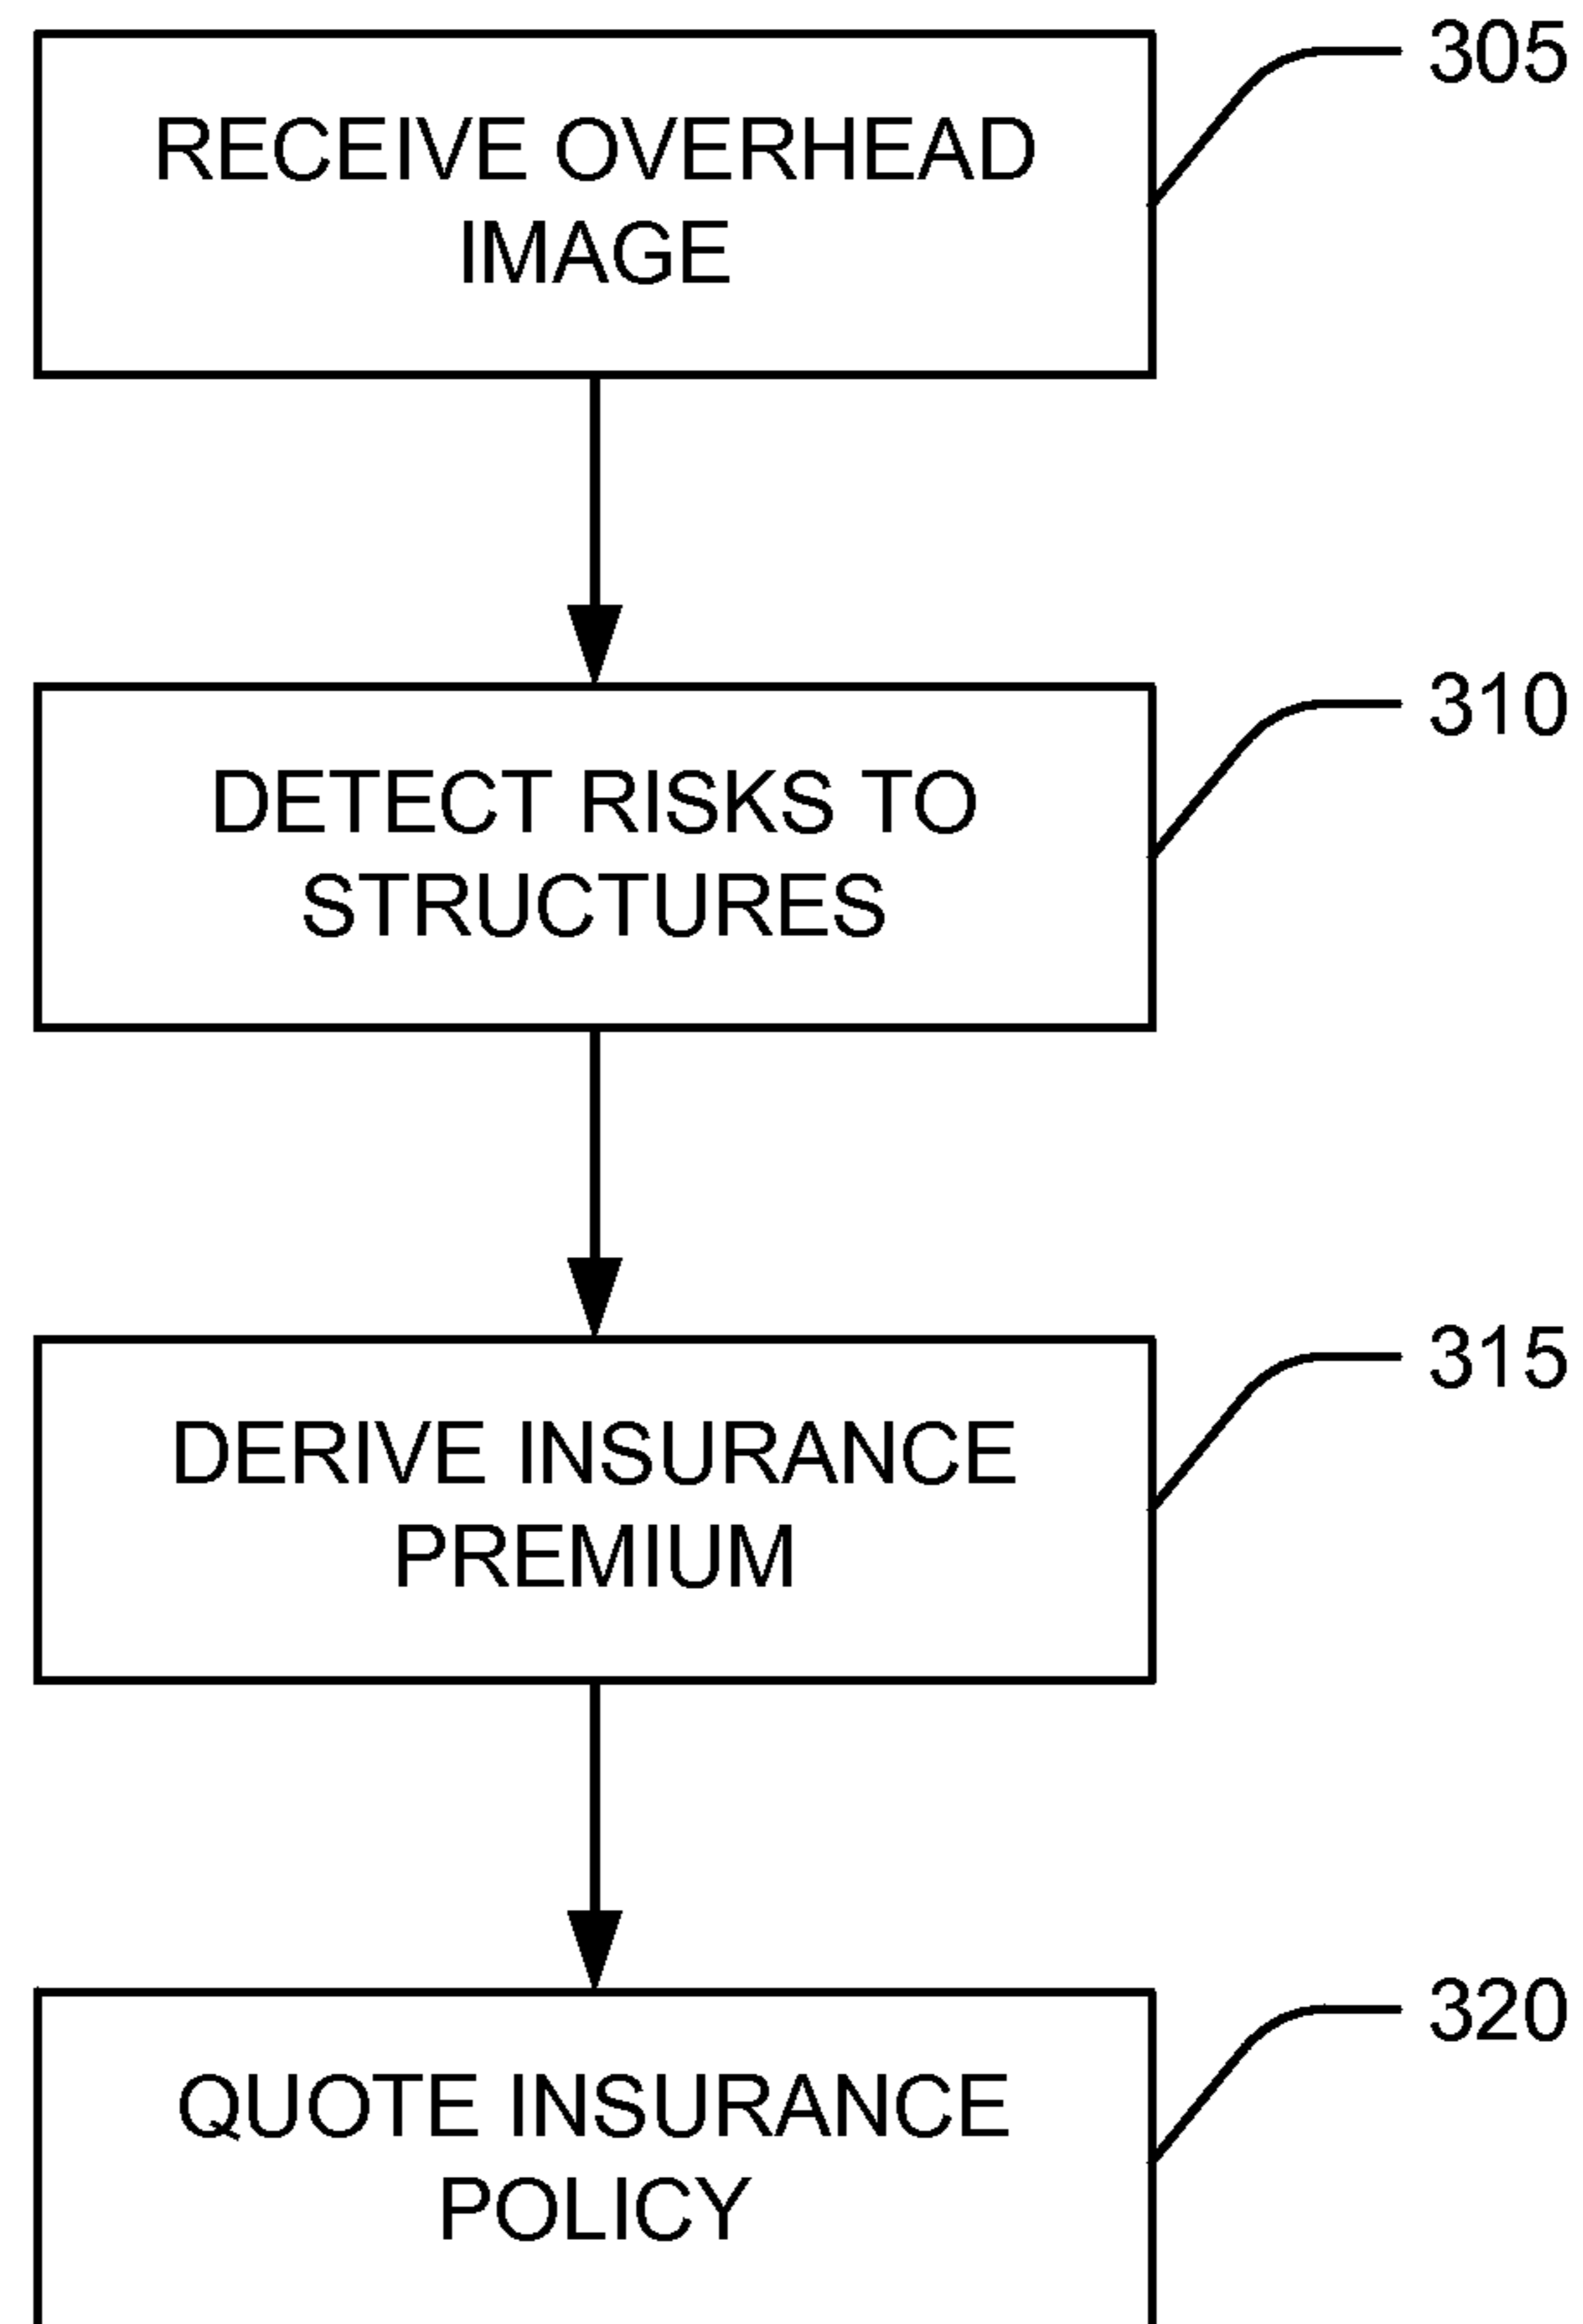 305
RECEIVE OVERHEAD
IMAGE
310
DETECT RISKS TO
STRUCTURES
315
DERIVE INSURANCE
PREMIUM
320
QUOTE INSURANCE
POLICY